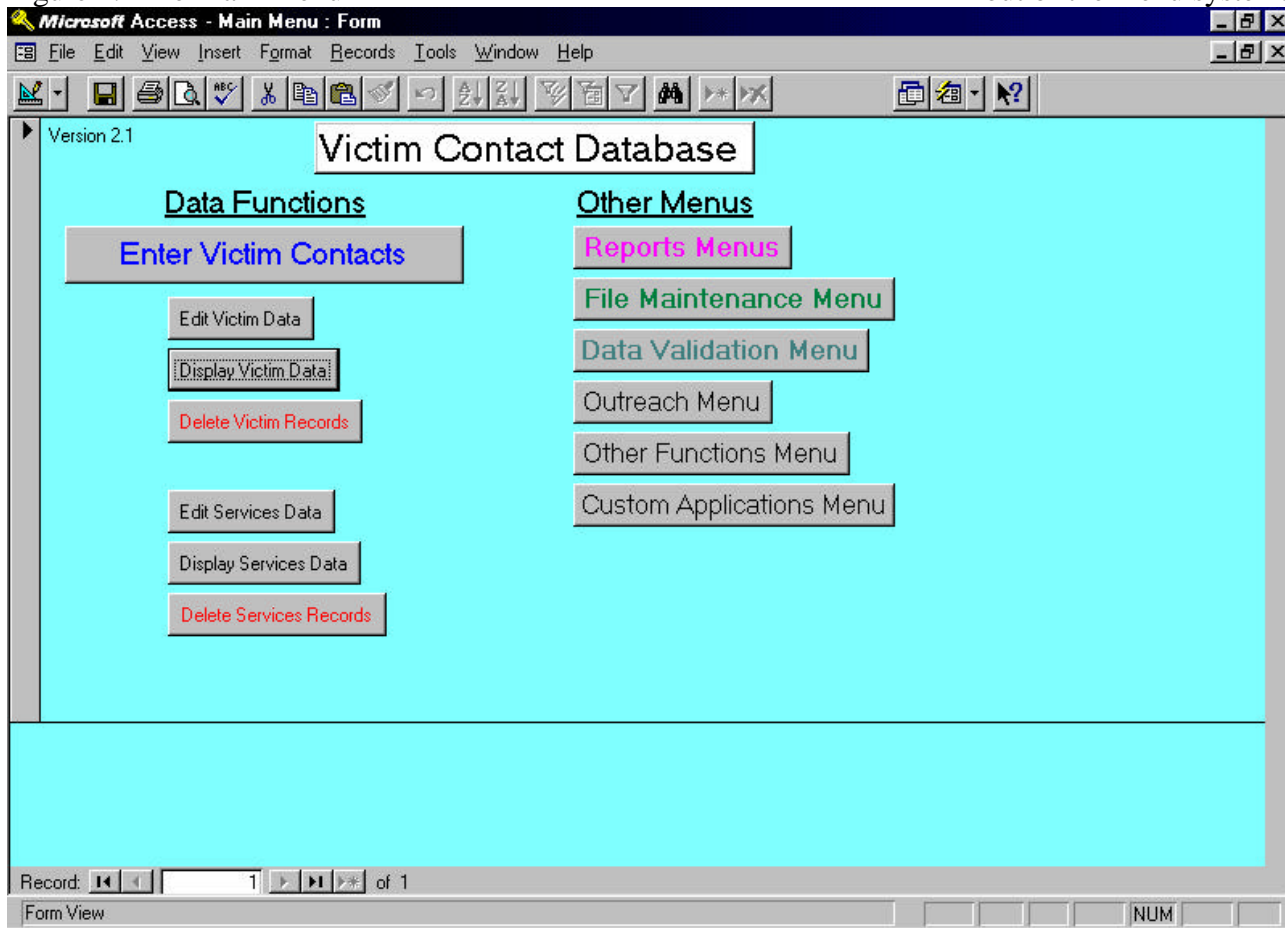 Microsoft Access - Main Menu : Form
File Edit View Insert Format Records Tools Window Help
Version 2.1
Victim Contact Database
Data Functions
Enter Victim Contacts
Edit Victim Data
Display Victim Data
Delete Victim Records
Edit Services Data
Display Services Data
Delete Services Records
Other Menus
Reports Menus
File Maintenance Menu
Data Validation Menu
Outreach Menu
Other Functions Menu
Custom Applications Menu
Record: 1 of 1
Form View NUM